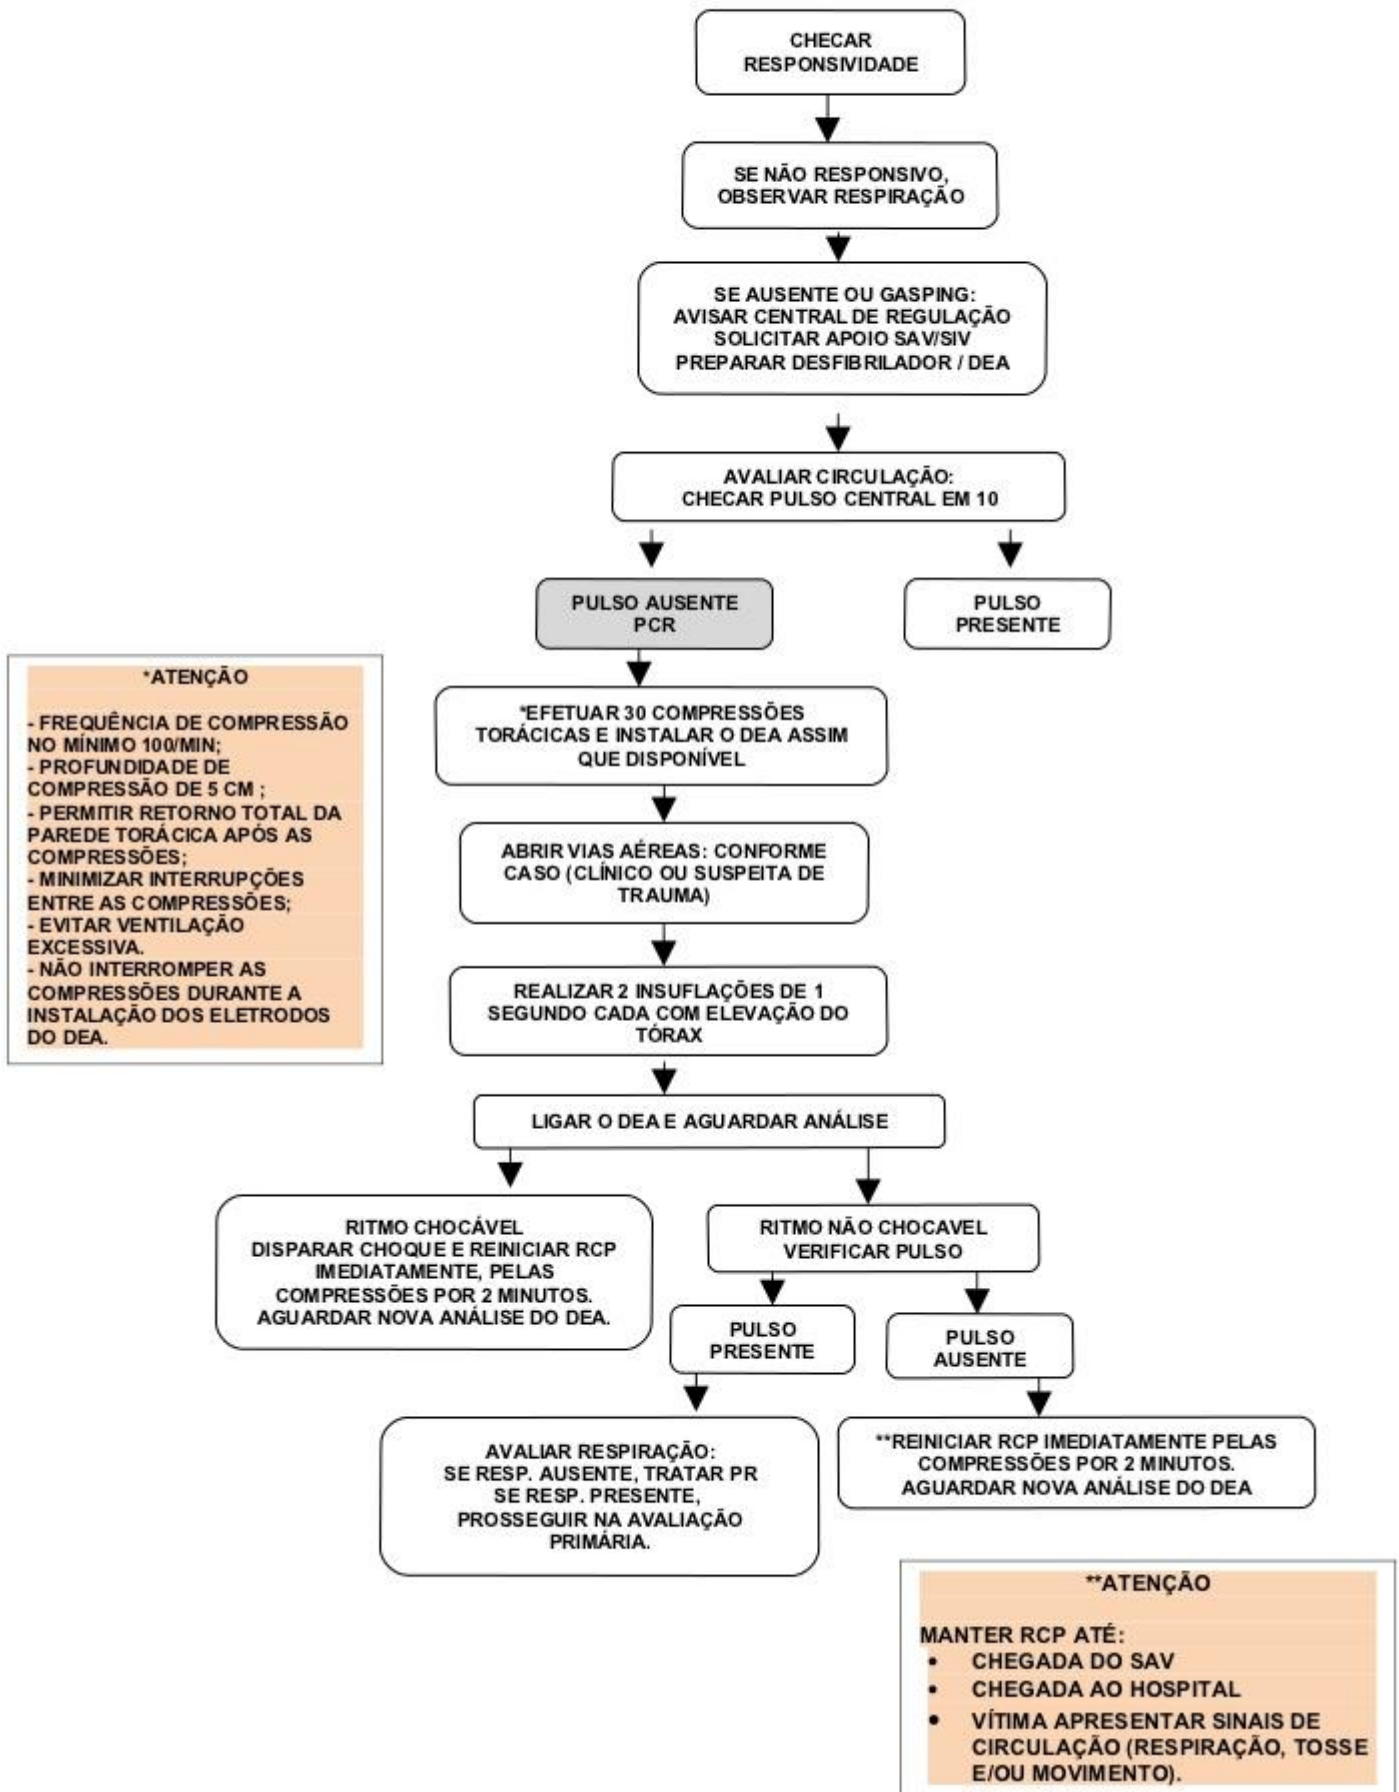 CHECAR
RESPONSIVIDADE
SE NÃO RESPONSIVO,
OBSERVAR RESPIRAÇÃO
SE AUSENTE OU GASPING:
AVISAR CENTRAL DE REGULAÇÃO
SOLICITAR APOIO SAV/SIV
PREPARAR DESFIBRILADOR / DEA
AVALIAR CIRCULAÇÃO:
CHECAR PULSO CENTRAL EM 10
PULSO AUSENTE
PCR
PULSO
PRESENTE
*ATENÇÃO
- FREQUÊNCIA DE COMPRESSÃO
NO MÍNIMO 100/MIN;
- PROFUNDIDADE DE
COMPRESSÃO DE 5 CM ;
- PERMITIR RETORNO TOTAL DA
PAREDE TORÁCICA APÓS AS
COMPRESSÕES;
- MINIMIZAR INTERRUPÇÕES
ENTRE AS COMPRESSÕES;
- EVITAR VENTILAÇÃO
EXCESSIVA.
- NÃO INTERROMPER AS
COMPRESSÕES DURANTE A
INSTALAÇÃO DOS ELETRODOS
DO DEA.
*EFETUAR 30 COMPRESSÕES
TORÁCICAS E INSTALAR O DEA ASSIM
QUE DISPONÍVEL
ABRIR VIAS AÉREAS: CONFORME
CASO (CLÍNICO OU SUSPEITA DE
TRAUMA)
REALIZAR 2 INSUFLAÇÕES DE 1
SEGUNDO CADA COM ELEVAÇÃO DO
TÓRAX
LIGAR O DEA E AGUARDAR ANÁLISE
RITMO CHOCÁVEL
DISPARAR CHOQUE E REINICIAR RCP
IMEDIATAMENTE, PELAS
COMPRESSÕES POR 2 MINUTOS.
AGUARDAR NOVA ANÁLISE DO DEA.
RITMO NÃO CHOCAVEL
VERIFICAR PULSO
PULSO
PRESENTE
PULSO
AUSENTE
AVALIAR RESPIRAÇÃO:
SE RESP. AUSENTE, TRATAR PR
SE RESP. PRESENTE,
PROSSEGUIR NA AVALIAÇÃO
PRIMÁRIA.
**REINICIAR RCP IMEDIATAMENTE PELAS
COMPRESSÕES POR 2 MINUTOS.
AGUARDAR NOVA ANÁLISE DO DEA
**ATENÇÃO
MANTER RCP ATÉ:
• CHEGADA DO SAV
• CHEGADA AO HOSPITAL
• VÍTIMA APRESENTAR SINAIS DE
CIRCULAÇÃO (RESPIRAÇÃO, TOSSE
E/OU MOVIMENTO).